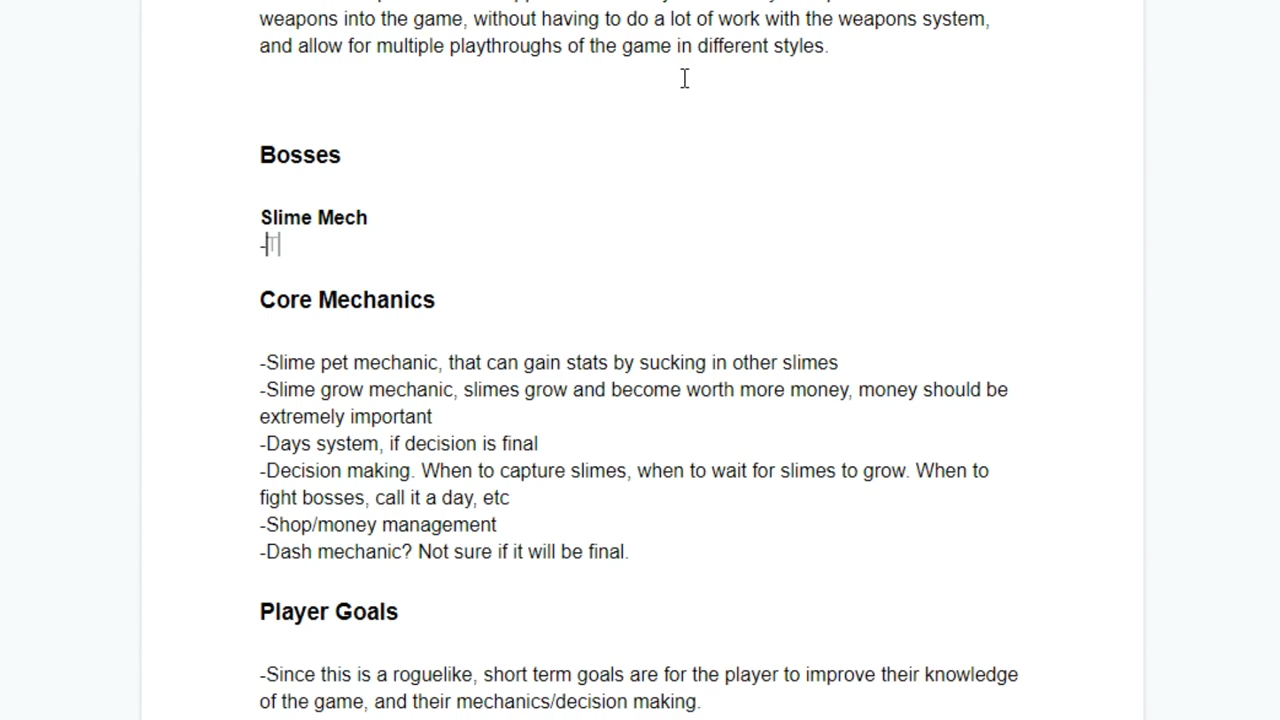 weapons into the game, without having to do a lot of work with the weapons system,
and allow for multiple playthroughs of the game in different styles.
Bosses
Slime Mech
-T
Core Mechanics
-Slime pet mechanic, that can gain stats by sucking in other slimes
-Slime grow mechanic, slimes grow and become worth more money, money should be
extremely important
-Days system, if decision is final
-Decision making. When to capture slimes, when to wait for slimes to grow. When to
fight bosses, call it a day, etc
-Shop/money management
-Dash mechanic? Not sure if it will be final.
Player Goals
-Since this is a roguelike, short term goals are for the player to improve their knowledge
of the game, and their mechanics/decision making.